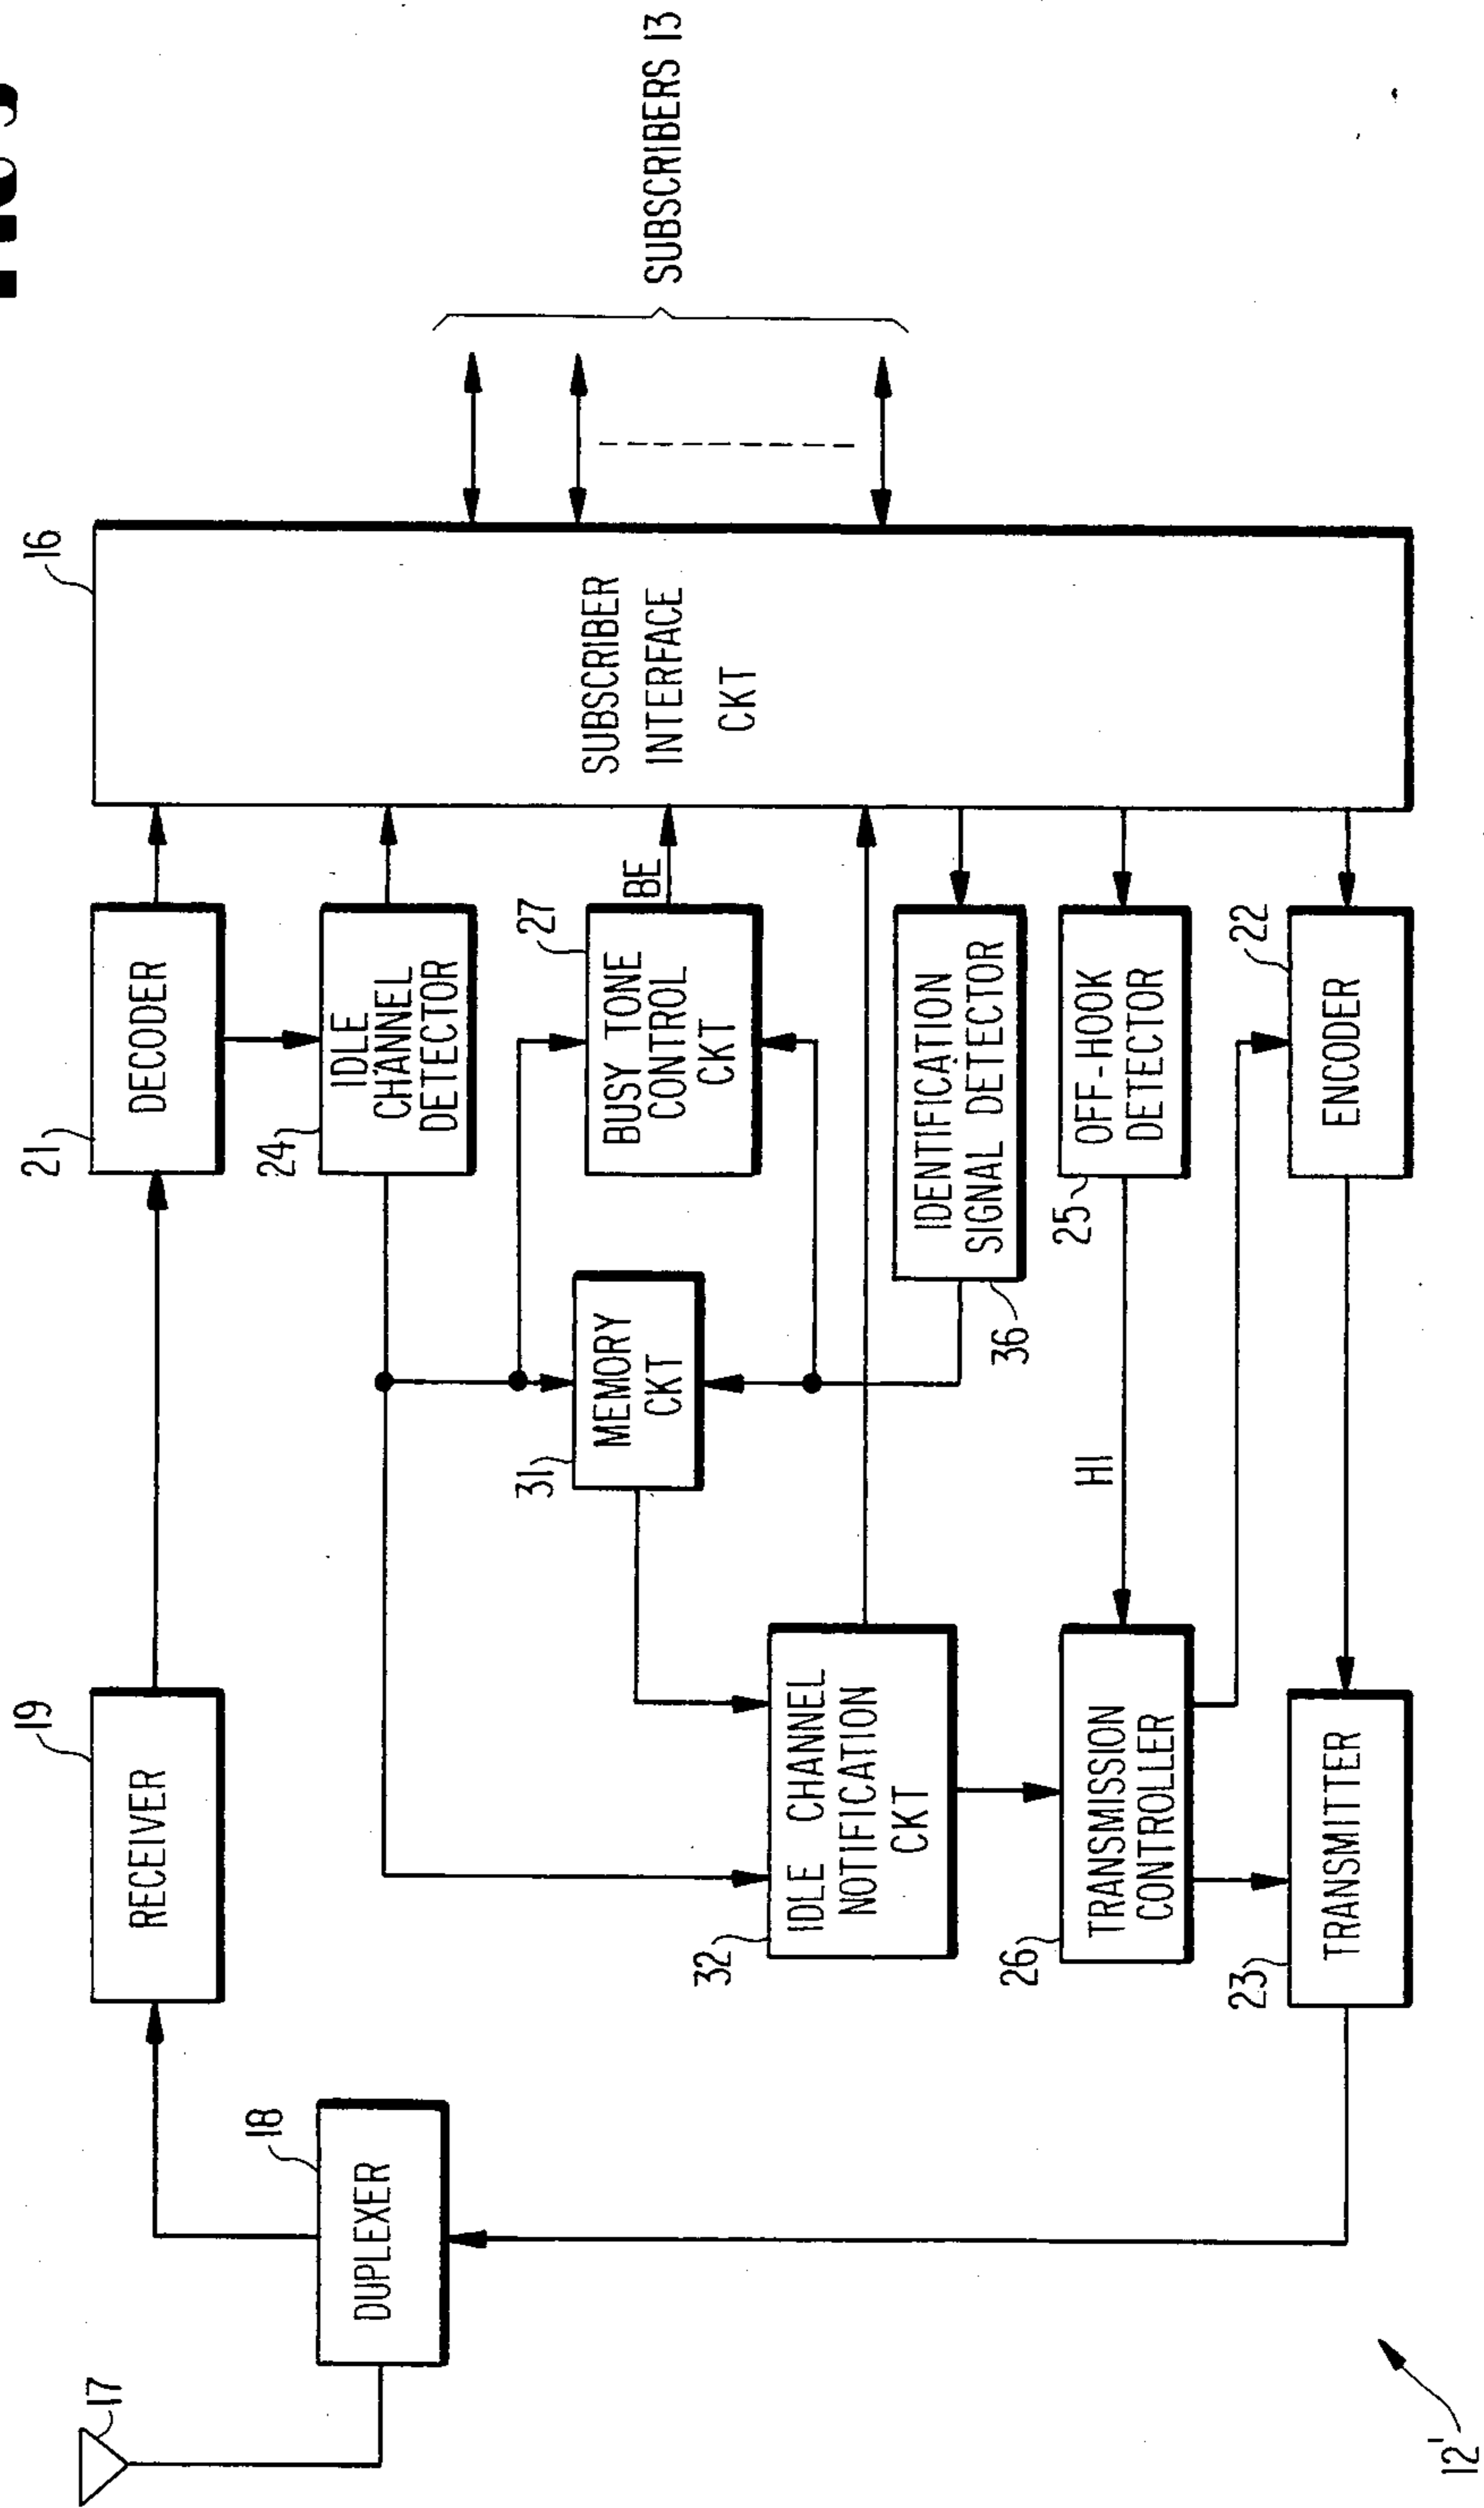 19
RECEIVER
21
DECODER
16
SUBSCRIBER
INTERFACE
CKT
17
18
DUPLEXER
24
IDLE
CHANNEL
DETECTOR
31
MEMORY
CKT
27
BUSY TONE
CONTROL
CKT
BE
SUBSCRIBERS 13
32
IDLE CHANNEL
NOTIFICATION
CKT
36
IDENTIFICATION
SIGNAL DETECTOR
26
TRANSMISSION
CONTROLLER
H1
25
OFF-HOOK
DETECTOR
23
TRANSMITTER
22
ENCODER
12'